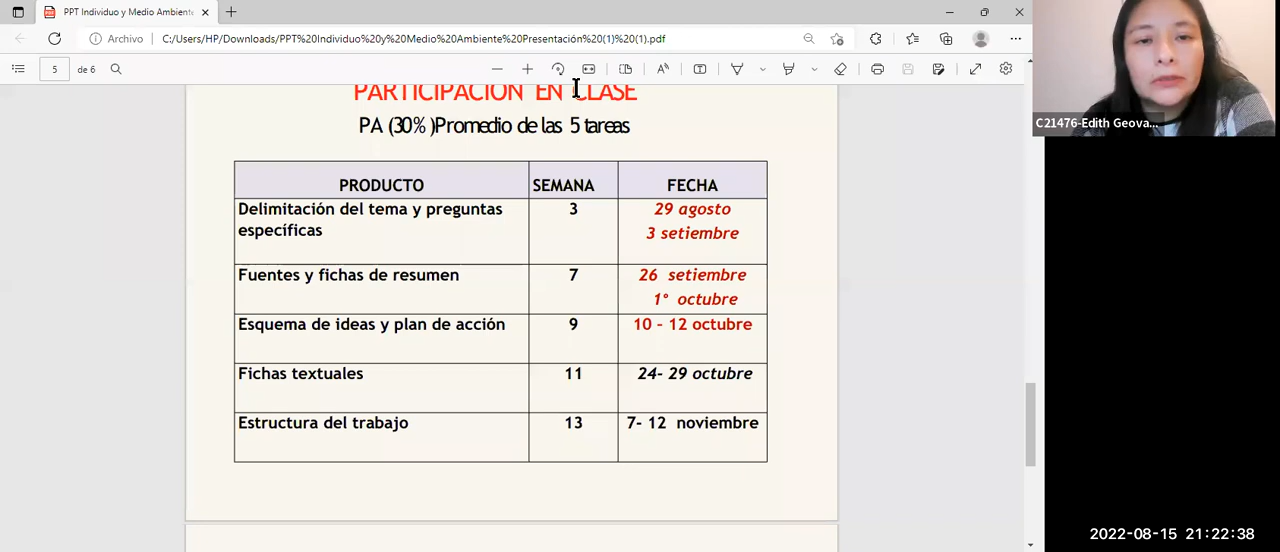 PPT Individuo y Medio Ambiente
Archivo
C:/Users/HP/Downloads/PPT%20Individuo%20y%20Medio%20Ambiente%20Presentación%20(1)%20(1).pdf
5 de 6
PARTICIPACIÓN EN CLASE
PA (30%)Promedio de las 5 tareas
PRODUCTO SEMANA FECHA
Delimitación del tema y preguntas
específicas
3
29 agosto
3 setiembre
Fuentes y fichas de resumen
7
26 setiembre
1° octubre
Esquema de ideas y plan de acción 9 10 - 12 octubre
Fichas textuales 11 24- 29 octubre
Estructura del trabajo 13 7- 12 noviembre
C21476-Edith Geova...
2022-08-15 21:22:38